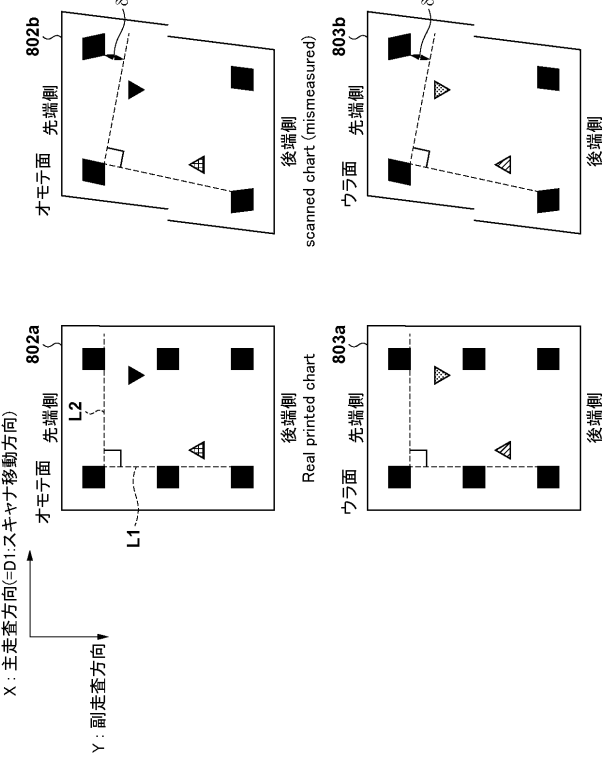 X：主走査方向(=D1:スキャナ移動方向)
Y：副走査方向
オモテ面
先端側
802a
L2
L1
後端側
Real printed chart
オモテ面
先端側
802b
δ
後端側
scanned chart (mismeasured)
ウラ面
先端側
803a
後端側
ウラ面
先端側
803b
δ
後端側